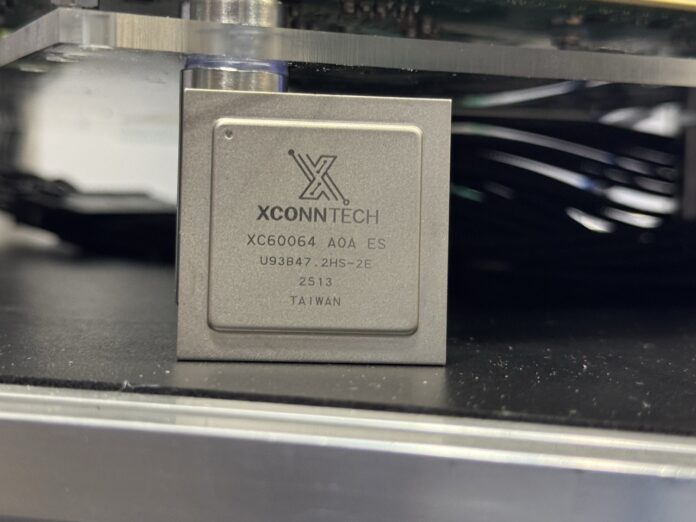 XCONNTECH
XC60064 A0A ES
U93B47.2HS-2E
2513
TAIWAN